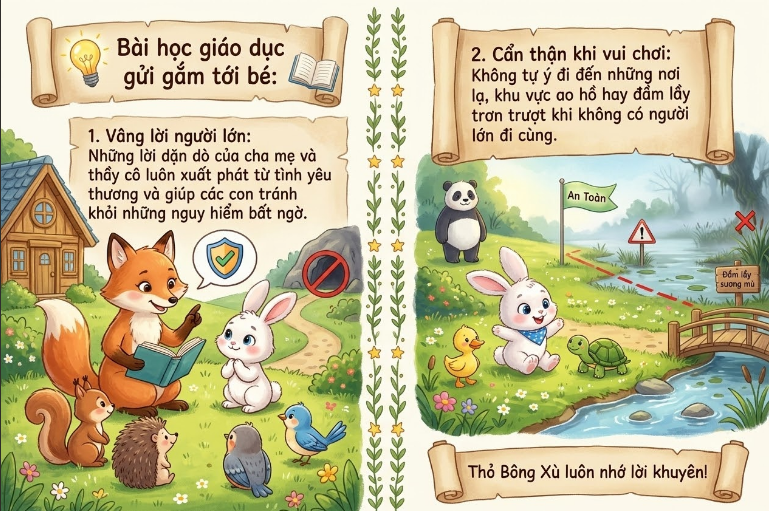 Bài học giáo dục
gửi gắm tới bé:
1. Vâng lời người lớn:
Những lời dặn dò của cha mẹ và
thầy cô luôn xuất phát từ tình yêu
thương và giúp các con tránh
khỏi những nguy hiểm bất ngờ.
2. Cẩn thận khi vui chơi:
Không tự ý đi đến những nơi
lạ, khu vực ao hồ hay đầm lầy
trơn trượt khi không có người
lớn đi cùng.
An Toàn
Đầm lầy
sương mù
Thỏ Bông Xù luôn nhớ lời khuyên!